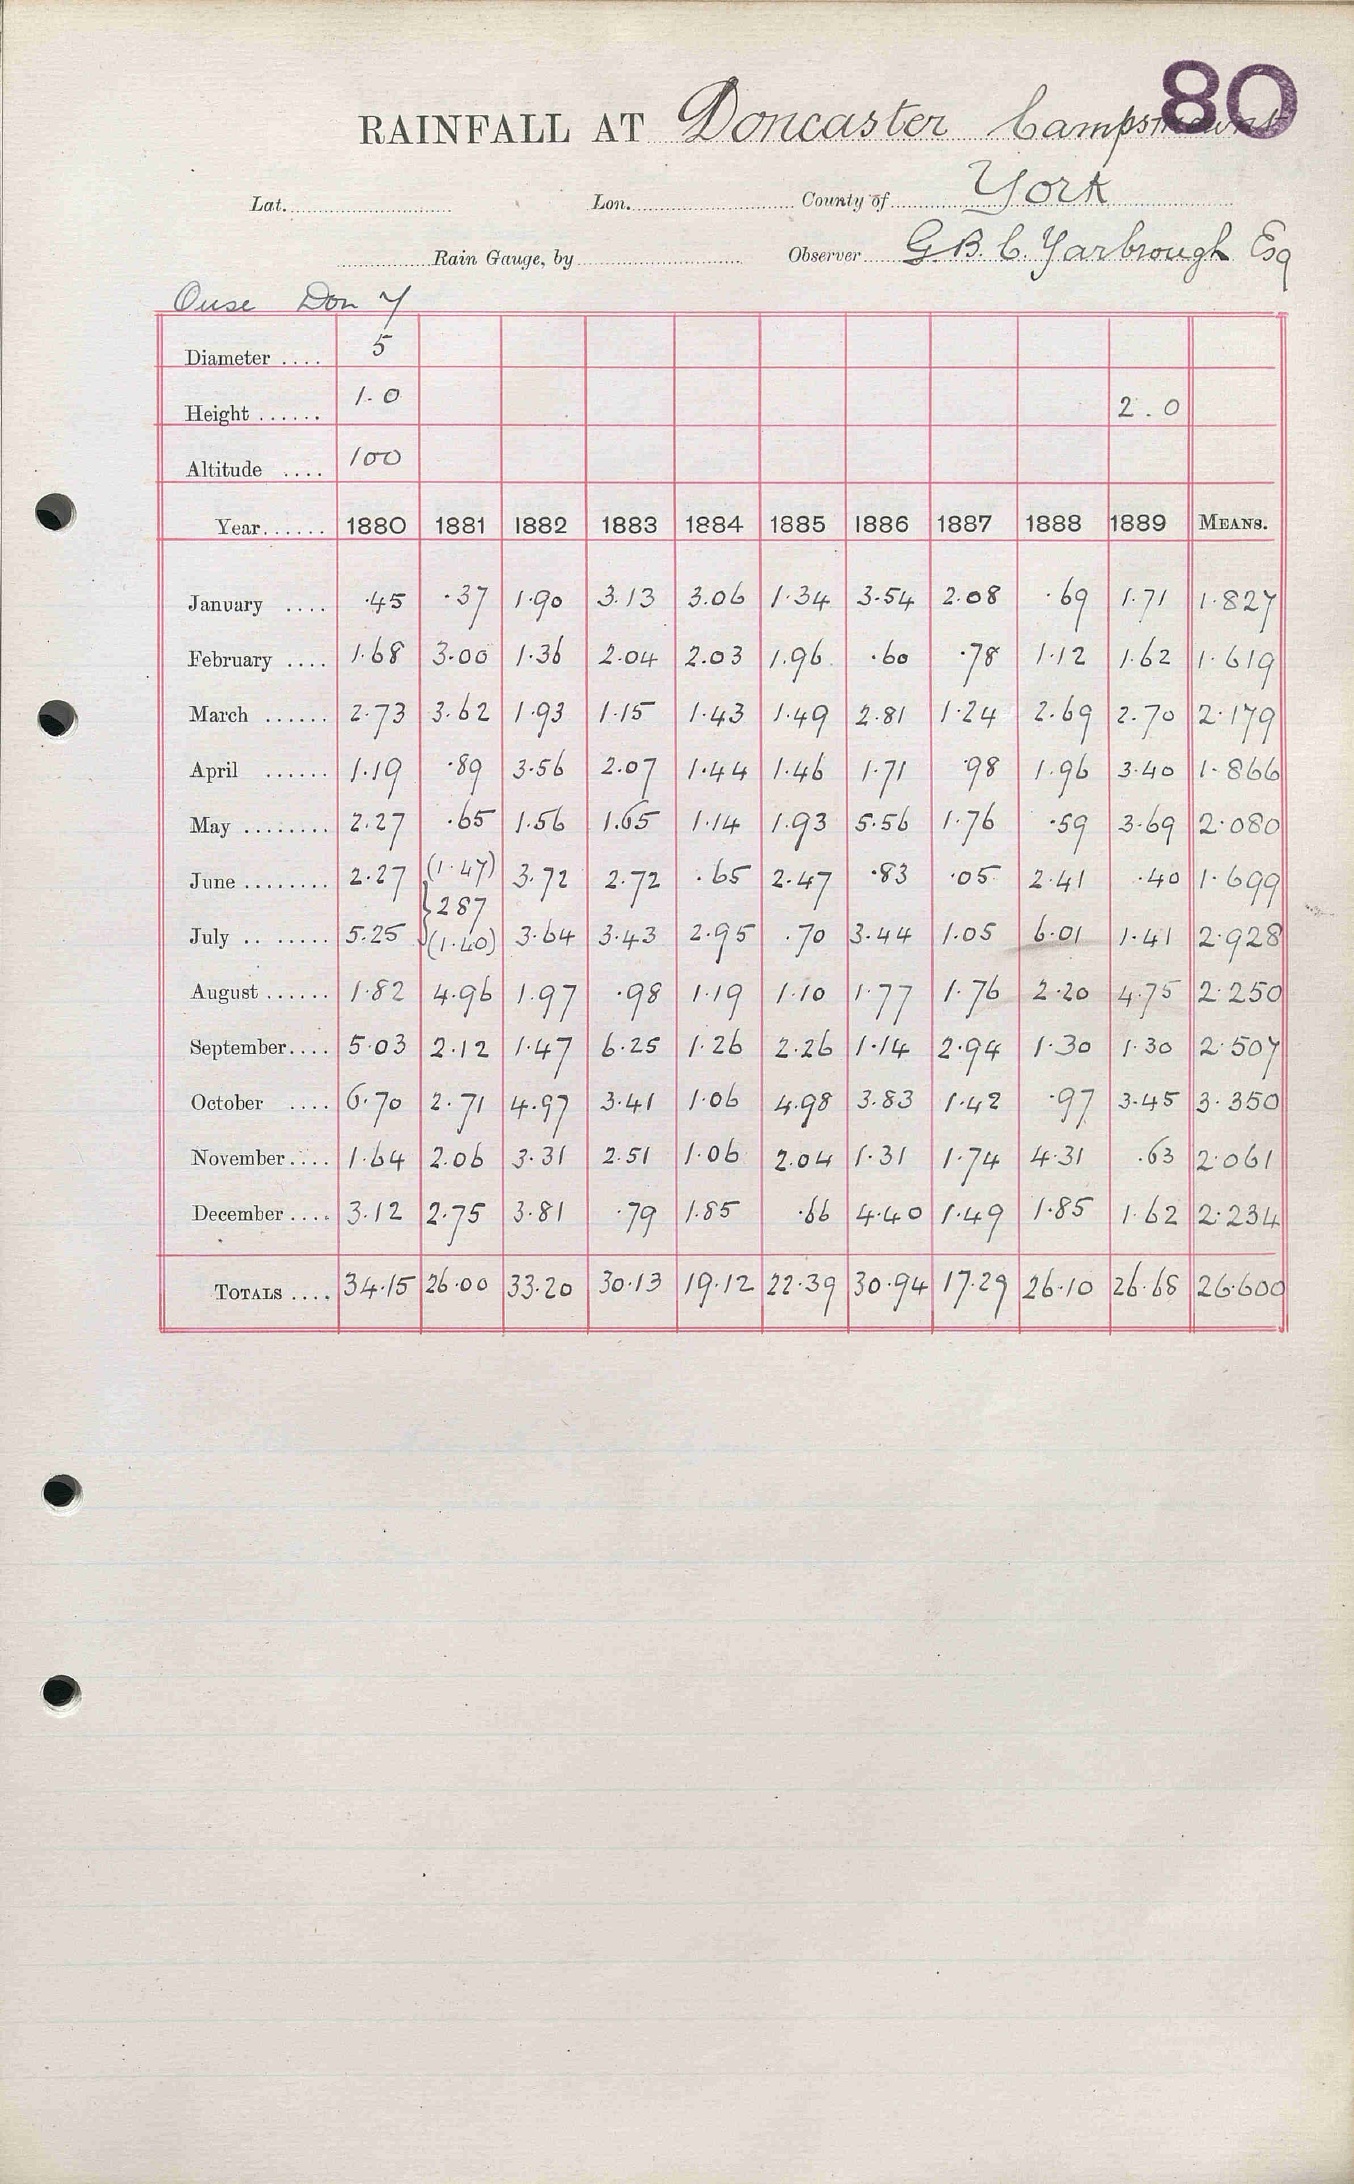 80
RAINFALL AT Doncaster Campsmount
Lat. Lon. County of York
Rain Gauge, by Observer G. B. C. Yarbrough Esq
Ouse Don 7
Diameter .... 5
Height ...... 1.0 2.0
Altitude .... 100
Year...... 1880 1881 1882 1883 1884 1885 1886 1887 1888 1889 MEANS.
January .... .45 .37 1.90 3.13 3.06 1.34 3.54 2.08 .69 1.71 1.827
February .... 1.68 3.00 1.36 2.04 2.03 1.96 .60 .78 1.12 1.62 1.619
March ...... 2.73 3.62 1.93 1.15 1.43 1.49 2.81 1.24 2.69 2.70 2.179
April ...... 1.19 .89 3.56 2.07 1.44 1.46 1.71 .98 1.96 3.40 1.866
May ........ 2.27 .65 1.56 1.65 1.14 1.93 5.56 1.76 .59 3.69 2.080
June ........ 2.27 (1.47) 3.72 2.72 .65 2.47 .83 .05 2.41 .40 1.699
} 287
July .. ...... 5.25 (1.40) 3.64 3.43 2.95 .70 3.44 1.05 6.01 1.41 2.928
August ...... 1.82 4.96 1.97 .98 1.19 1.10 1.77 1.76 2.20 4.75 2.250
September.... 5.03 2.12 1.47 6.25 1.26 2.26 1.14 2.94 1.30 1.30 2.507
October .... 6.70 2.71 4.97 3.41 1.06 4.98 3.83 1.42 .97 3.45 3.350
November.... 1.64 2.06 3.31 2.51 1.06 2.04 1.31 1.74 4.31 .63 2.061
December .... 3.12 2.75 3.81 .79 1.85 .66 4.40 1.49 1.85 1.62 2.234
TOTALS .... 34.15 26.00 33.20 30.13 19.12 22.39 30.94 17.29 26.10 26.68 26.600